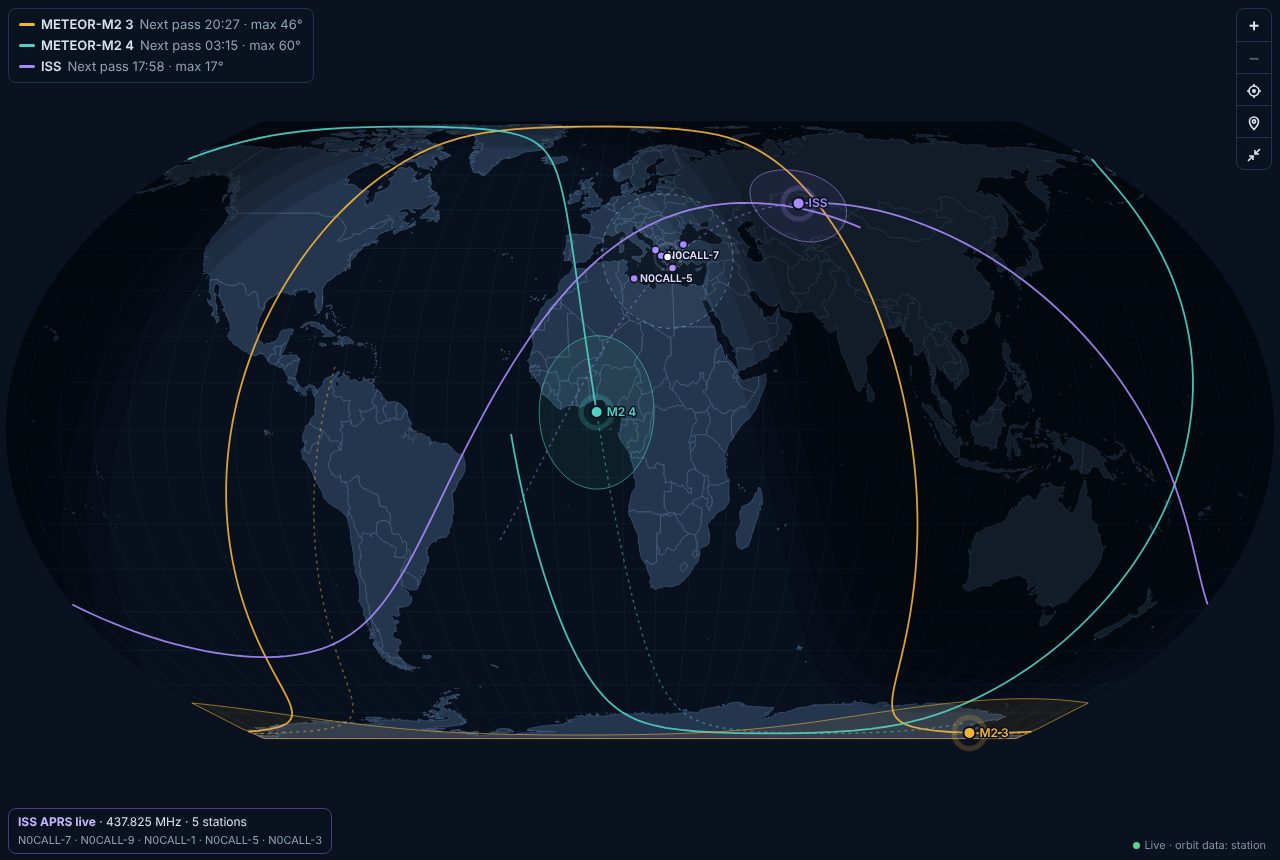 METEOR-M2 3 Next pass 20:27 · max 46°
METEOR-M2 4 Next pass 03:15 · max 60°
ISS Next pass 17:58 · max 17°
ISS
N0CALL-7
N0CALL-5
M2 4
M2 3
ISS APRS live · 437.825 MHz · 5 stations
N0CALL-7 · N0CALL-9 · N0CALL-1 · N0CALL-5 · N0CALL-3
Live · orbit data: station